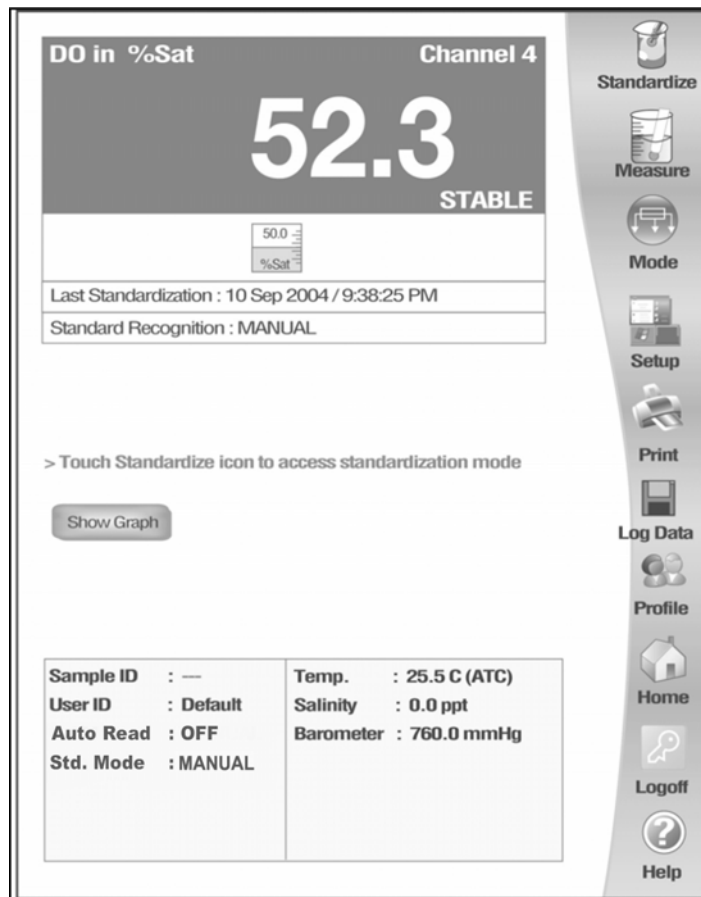 DO in %Sat
Channel 4
52.3
STABLE
50.0
%Sat
Last Standardization : 10 Sep 2004 / 9:38:25 PM
Standard Recognition : MANUAL
> Touch Standardize icon to access standardization mode
Show Graph
Sample ID : ---
User ID : Default
Auto Read : OFF
Std. Mode : MANUAL
Temp. : 25.5 C (ATC)
Salinity : 0.0 ppt
Barometer : 760.0 mmHg
Standardize
Measure
Mode
Setup
Print
Log Data
Profile
Home
Logoff
?
Help